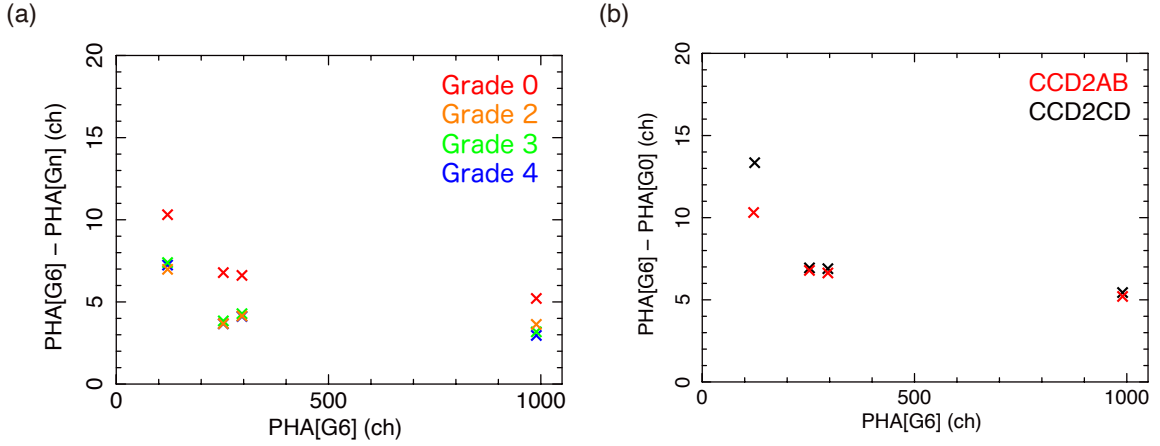 (a)
20
15
10
5
0
PHA[G6] − PHA[Gn] (ch)
Grade 0
Grade 2
Grade 3
Grade 4
0 500 1000
PHA[G6] (ch)
(b)
20
15
10
5
0
PHA[G6] − PHA[G0] (ch)
CCD2AB
CCD2CD
0 500 1000
PHA[G6] (ch)